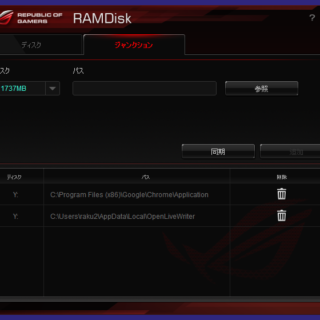 REPUBLIC OF
GAMERS
RAMDisk
?
ディスク
ジャンクション
スク
パス
1737MB
参照
同期
ディスク
パス
削除
Y:
C:\Program Files (x86)\Google\Chrome\Application
Y:
C:\Users\raku2\AppData\Local\OpenLiveWriter